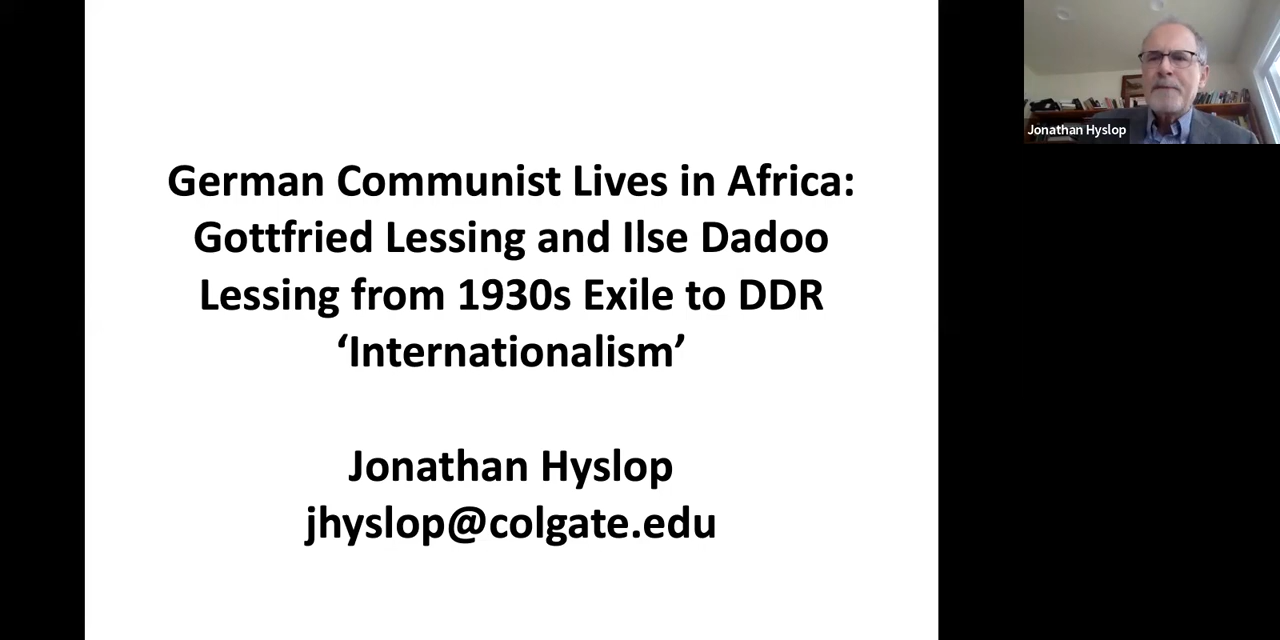 German Communist Lives in Africa:
Gottfried Lessing and Ilse Dadoo
Lessing from 1930s Exile to DDR
‘Internationalism’
Jonathan Hyslop
jhyslop@colgate.edu
Jonathan Hyslop